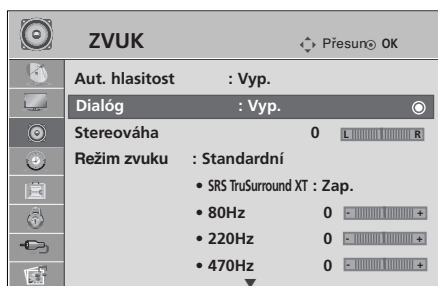 ZVUK Přesun OK
Aut. hlasitost : Vyp.
Dialóg : Vyp.
Stereováha 0 L R
Režim zvuku : Standardní
• SRS TruSurround XT : Zap.
• 80Hz 0 - +
• 220Hz 0 - +
• 470Hz 0 - +